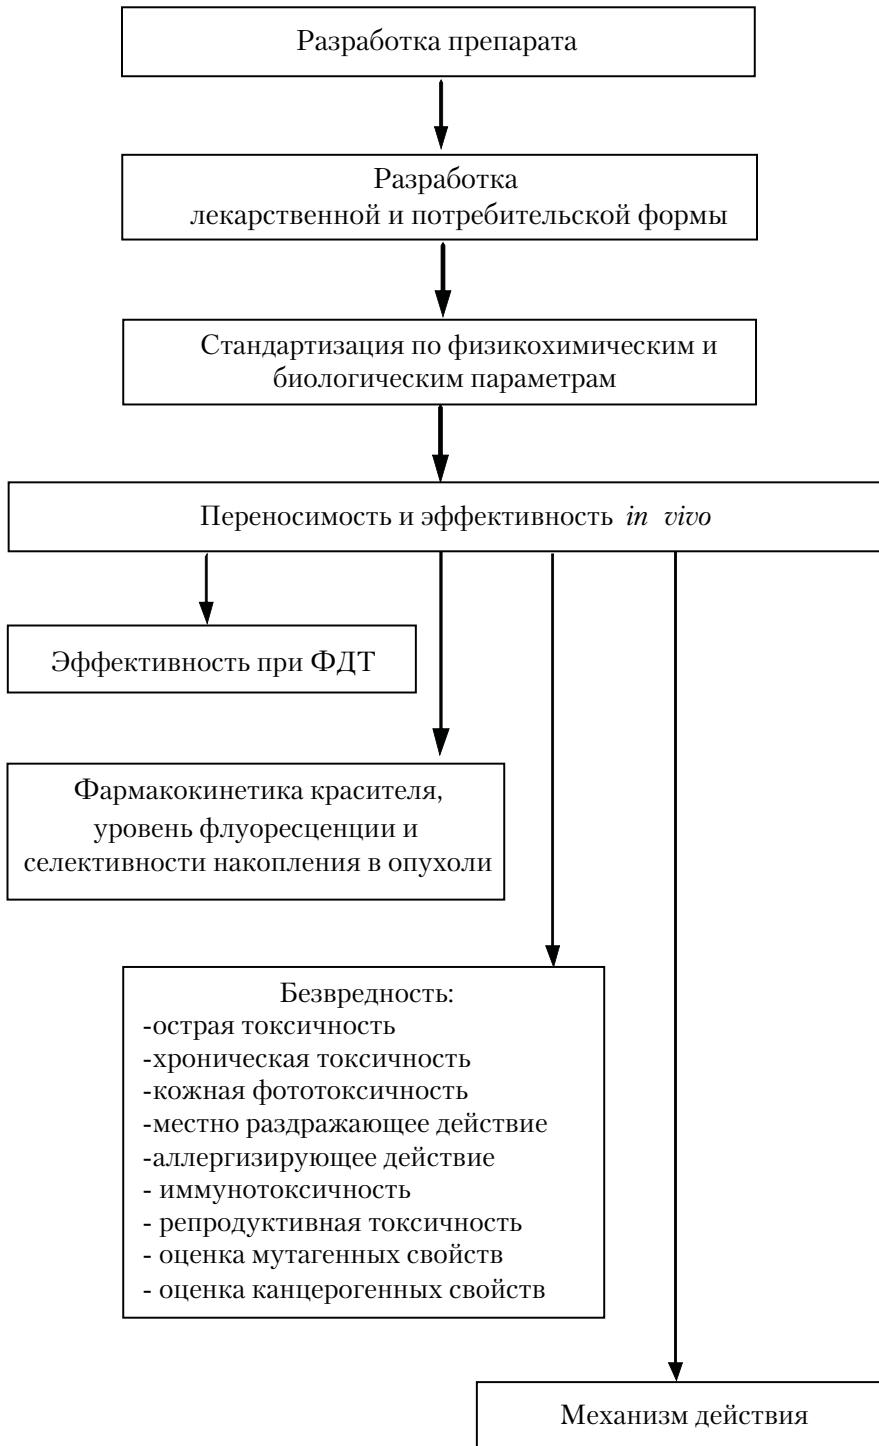 Разработка препарата
Разработка
лекарственной и потребительской формы
Стандартизация по физикохимическим и
биологическим параметрам
Переносимость и эффективность in vivo
Эффективность при ФДТ
Фармакокинетика красителя,
уровень флуоресценции и
селективности накопления в опухоли
Безвредность:
-острая токсичность
-хроническая токсичность
-кожная фототоксичность
-местно раздражающее действие
-аллергизирующее действие
- иммунотоксичность
- репродуктивная токсичность
- оценка мутагенных свойств
- оценка канцерогенных свойств
Механизм действия